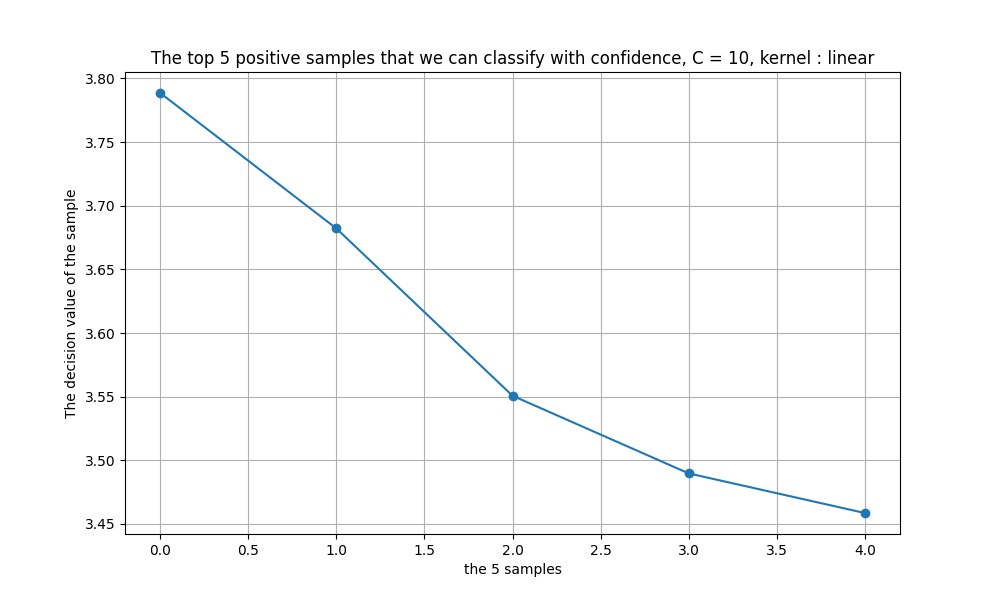 The top 5 positive samples that we can classify with confidence, C = 10, kernel : linear
The decision value of the sample
3.80
3.75
3.70
3.65
3.60
3.55
3.50
3.45
0.0 0.5 1.0 1.5 2.0 2.5 3.0 3.5 4.0
the 5 samples